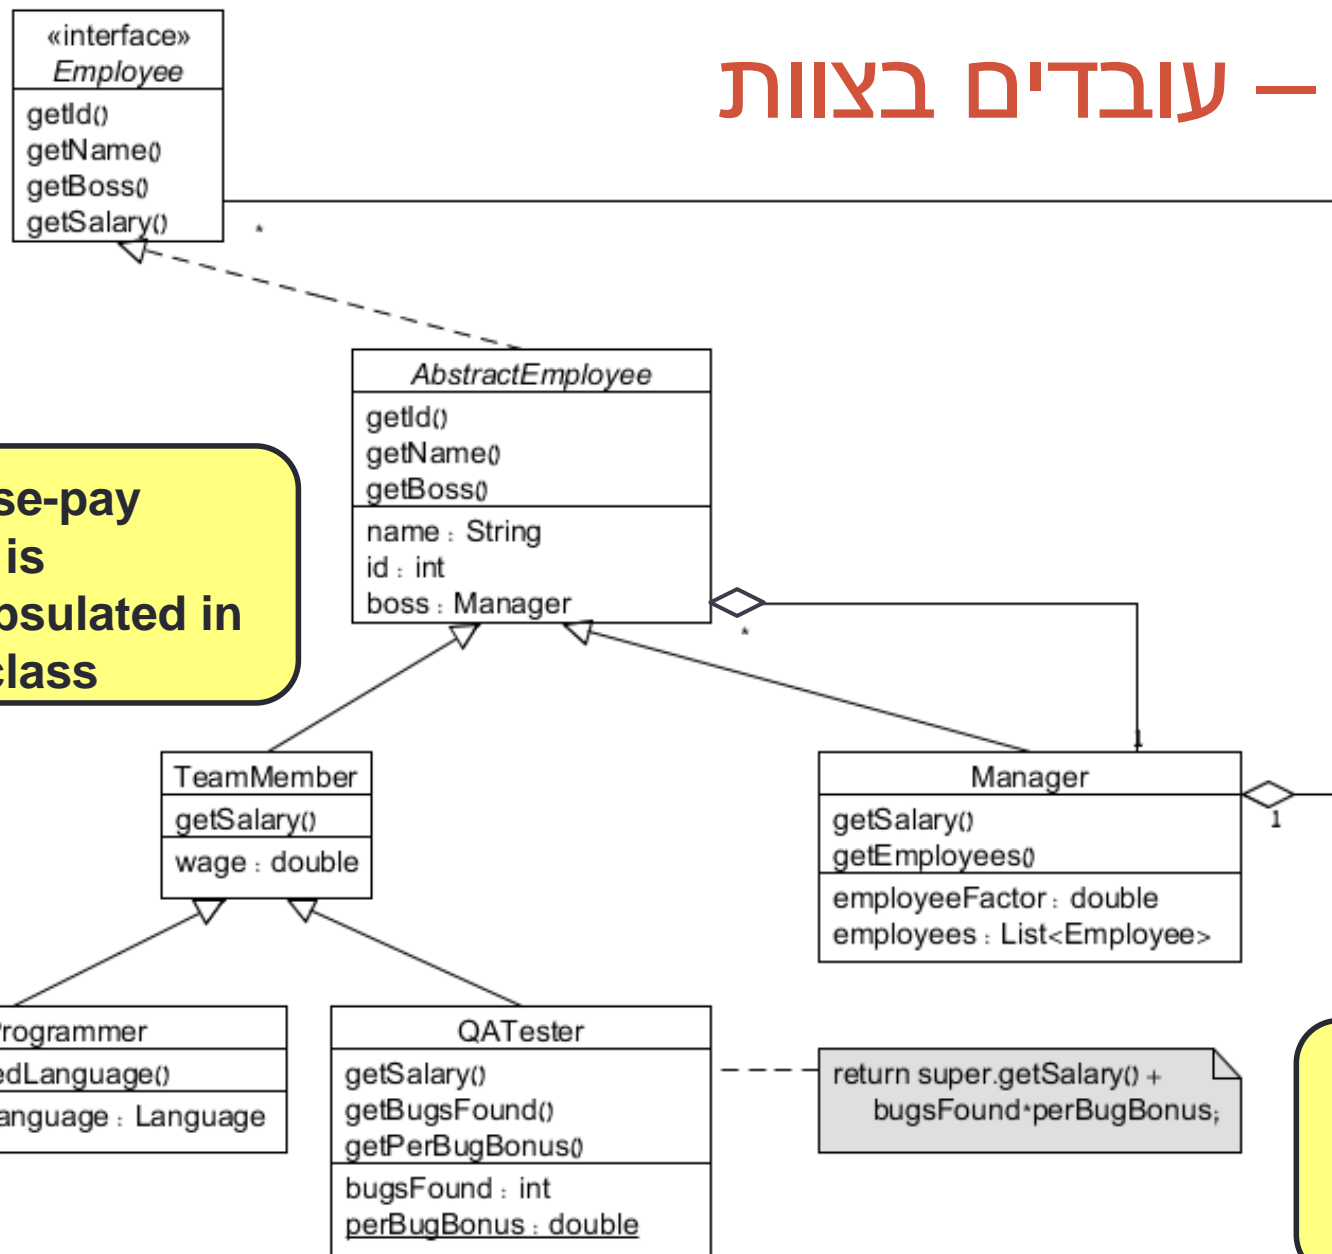 – עובדים בצוות
«interface»
Employee
getId()
getName()
getBoss()
getSalary()
*
AbstractEmployee
getId()
getName()
getBoss()
name : String
id : int
boss : Manager
*
se-pay
is
psulated in
class
1
TeamMember
getSalary()
wage : double
Manager
getSalary()
getEmployees()
employeeFactor : double
employees : List<Employee>
1
Programmer
edLanguage()
anguage : Language
QATester
getSalary()
getBugsFound()
getPerBugBonus()
bugsFound : int
perBugBonus : double
return super.getSalary() +
bugsFound*perBugBonus;